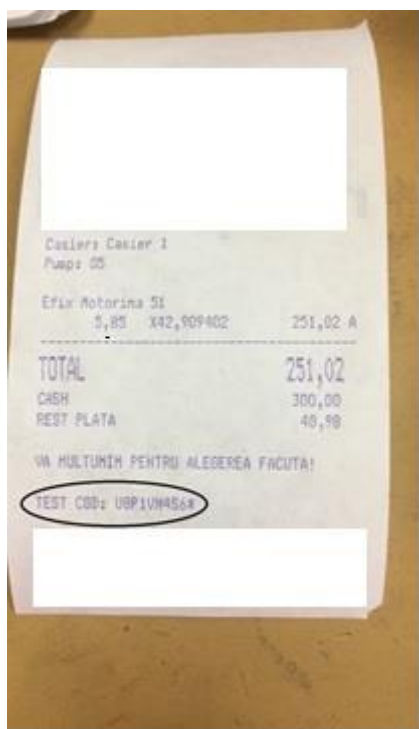 Casier: Casier 1
Pump: 05
Efix Motorina 51
5,85 X42,909402 251,02 A
TOTAL 251,02
CASH 300,00
REST PLATA 48,98
VA MULTUMIM PENTRU ALEGEREA FACUTA!
TEST COD: